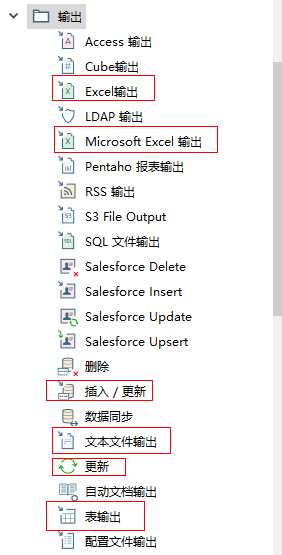 输出
Access 输出
Cube输出
Excel输出
LDAP 输出
Microsoft Excel 输出
Pentaho 报表输出
RSS 输出
S3 File Output
SQL 文件输出
Salesforce Delete
Salesforce Insert
Salesforce Update
Salesforce Upsert
删除
插入 / 更新
数据同步
文本文件输出
更新
自动文档输出
表输出
配置文件输出